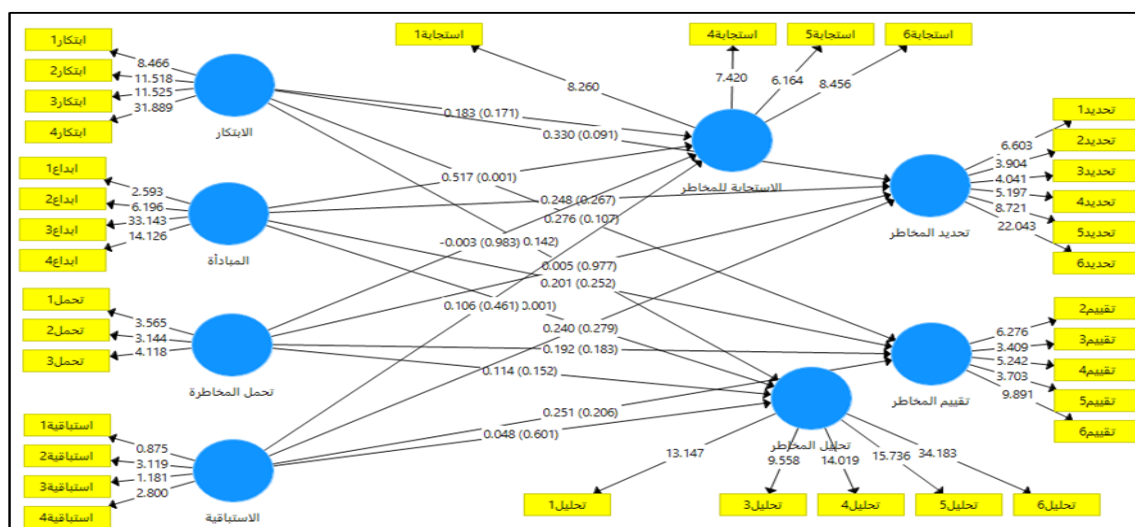 استجابة1
استجابة4
استجابة5
استجابة6
8.260
7.420
6.164
8.456
ابتكار1
ابتكار2
ابتكار3
ابتكار4
8.466
11.518
11.525
31.889
الابتكار
0.183 (0.171)
0.330 (0.091)
الاستجابة للمخاطر
تحديد1
تحديد2
تحديد3
تحديد4
تحديد5
تحديد6
6.603
3.904
4.041
5.197
8.721
22.043
تحديد المخاطر
ابداع1
ابداع2
ابداع3
ابداع4
2.593
6.196
33.143
14.126
المبادأة
0.517 (0.001)
0.248 (0.267)
0.276 (0.107)
-0.003 (0.983)
0.142)
0.005 (0.977)
0.201 (0.252)
0.106 (0.461)
0.001)
0.240 (0.279)
0.192 (0.183)
0.114 (0.152)
0.251 (0.206)
0.048 (0.601)
تحمل1
تحمل2
تحمل3
3.565
3.144
4.118
تحمل المخاطرة
تقييم2
تقييم3
تقييم4
تقييم5
تقييم6
6.276
3.409
5.242
3.703
9.891
تقييم المخاطر
استباقية1
استباقية2
استباقية3
استباقية4
0.875
3.119
1.181
2.800
الاستباقية
تحليل المخاطر
13.147
9.558
14.019
15.736
34.183
تحليل1
تحليل3
تحليل4
تحليل5
تحليل6